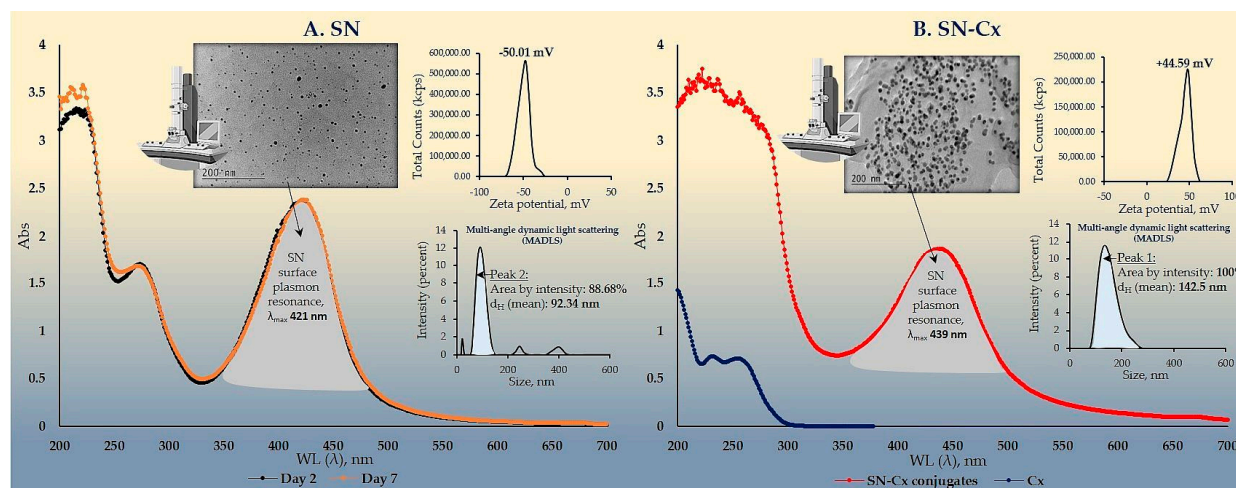 A. SN
4
3.5
3
2.5
2
1.5
1
0.5
0
Abs
200
250
300
350
400
450
500
550
600
650
700
WL (λ), nm
Day 2
Day 7
200 nm
SN
surface
plasmon
resonance,
λmax 421 nm
-50.01 mV
Total Counts (kcps)
600,000.00
500,000.00
400,000.00
300,000.00
200,000.00
100,000.00
0.00
-100
-50
0
50
Zeta potential, mV
Multi-angle dynamic light scattering
(MADLS)
Intensity (percent)
14
12
10
8
6
4
2
0
Peak 2:
Area by intensity: 88.68%
dH (mean): 92.34 nm
0
200
400
600
Size, nm
B. SN-Cx
4
3.5
3
2.5
2
1.5
1
0.5
0
Abs
200
250
300
350
400
450
500
550
600
650
700
WL (λ), nm
SN-Cx conjugates
Cx
200 nm
SN
surface
plasmon
resonance,
λmax 439 nm
+44.59 mV
Total Counts (kcps)
250,000.00
200,000.00
150,000.00
100,000.00
50,000.00
0.00
-50
0
50
100
Zeta potential, mV
Multi-angle dynamic light scattering
(MADLS)
Intensity (percent)
14
12
10
8
6
4
2
0
Peak 1:
Area by intensity: 100%
dH (mean): 142.5 nm
0
200
400
600
Size, nm